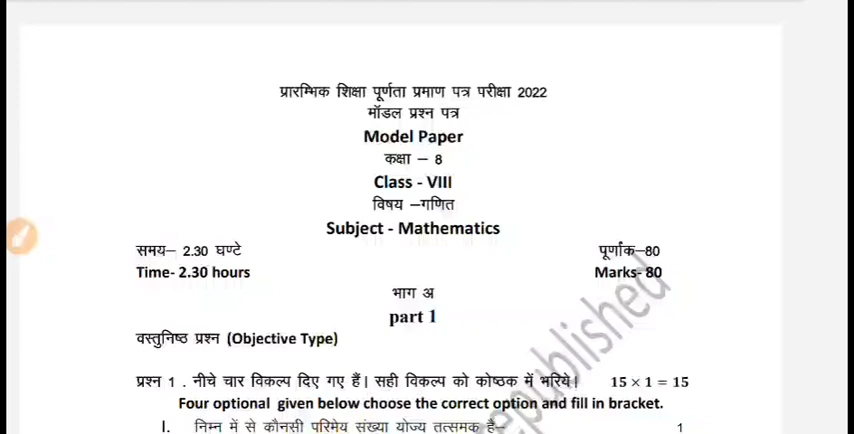 प्रारम्भिक शिक्षा पूर्णता प्रमाण पत्र परीक्षा 2022
मॉडल प्रश्न पत्र
Model Paper
कक्षा – 8
Class - VIII
विषय –गणित
Subject - Mathematics
समय– 2.30 घण्टे पूर्णांक–80
Time- 2.30 hours Marks- 80
भाग अ
part 1
वस्तुनिष्ठ प्रश्न (Objective Type)
प्रश्न 1 . नीचे चार विकल्प दिए गए हैं। सही विकल्प को कोष्ठक में भरिये। 15 × 1 = 15
Four optional given below choose the correct option and fill in bracket.
I. निम्न में से कौनसी परिमेय संख्या योज्य तत्समक है– 1
republished